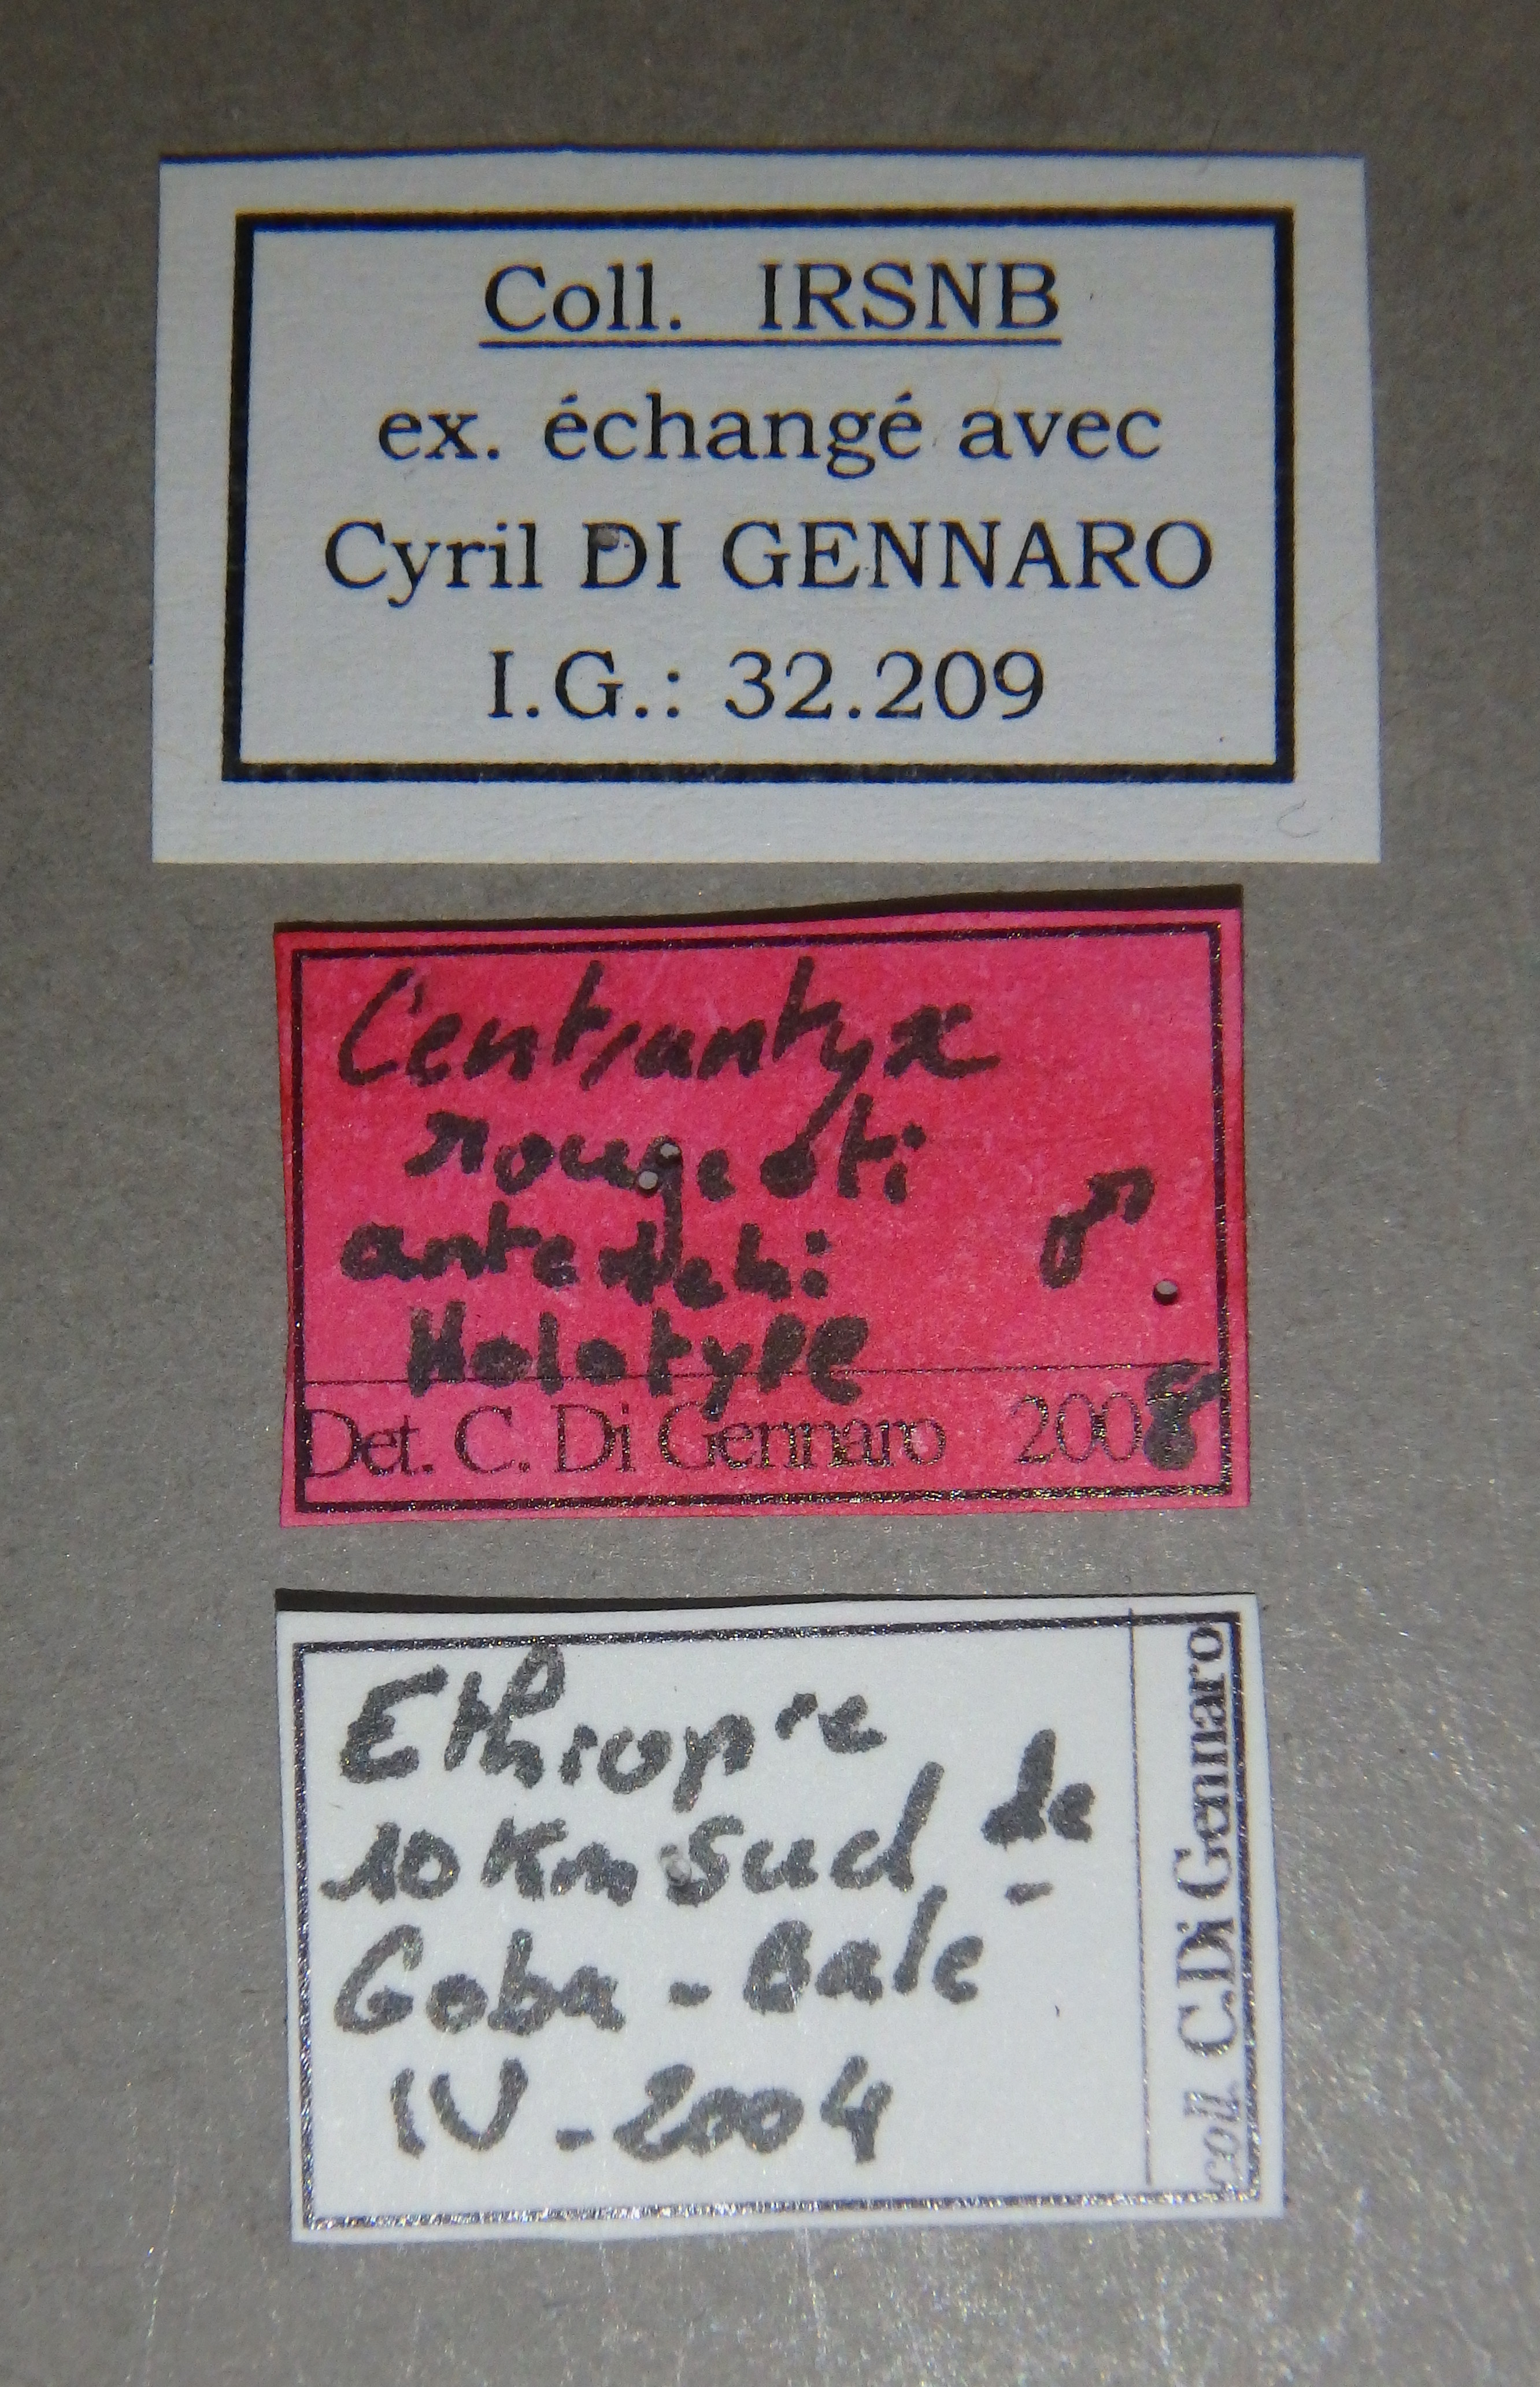 Coll. IRSNB
ex. échangé avec
Cyril DI GENNARO
I.G.: 32.209
Centrantyx
rougeoti
♂
Holotype
Det. C. Di Gennaro 2008
Ethiopie
10 Km Sud de
Goba - Bale
IV - 2004
coll. C.Di Gennaro